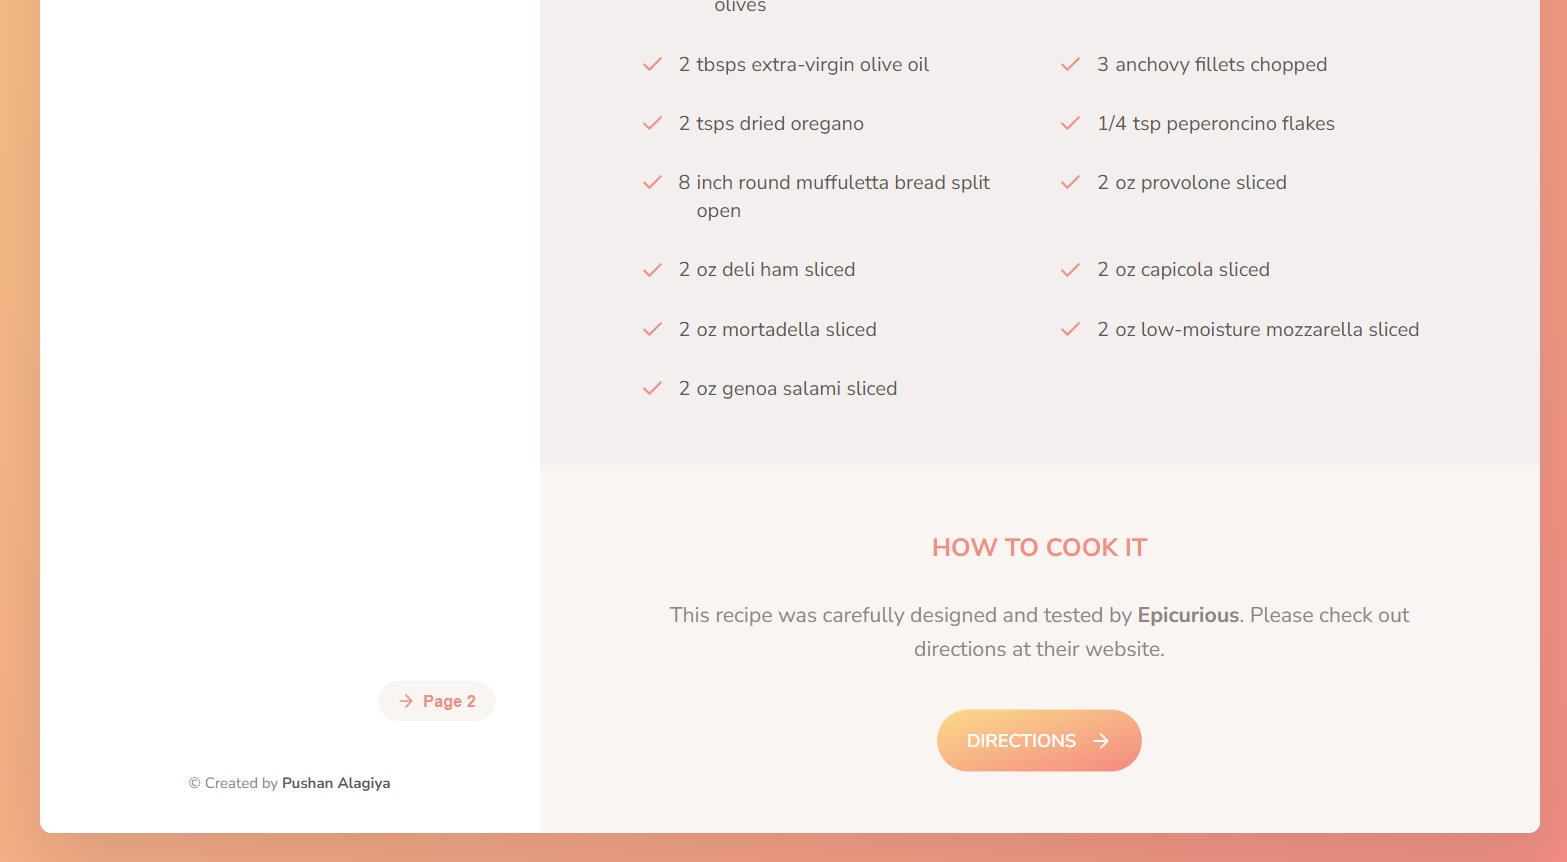 olives
2 tbsps extra-virgin olive oil
3 anchovy fillets chopped
2 tsps dried oregano
1/4 tsp peperoncino flakes
8 inch round muffuletta bread split
open
2 oz provolone sliced
2 oz deli ham sliced
2 oz capicola sliced
2 oz mortadella sliced
2 oz low-moisture mozzarella sliced
2 oz genoa salami sliced
HOW TO COOK IT
This recipe was carefully designed and tested by Epicurious. Please check out
directions at their website.
DIRECTIONS
Page 2
© Created by Pushan Alagiya